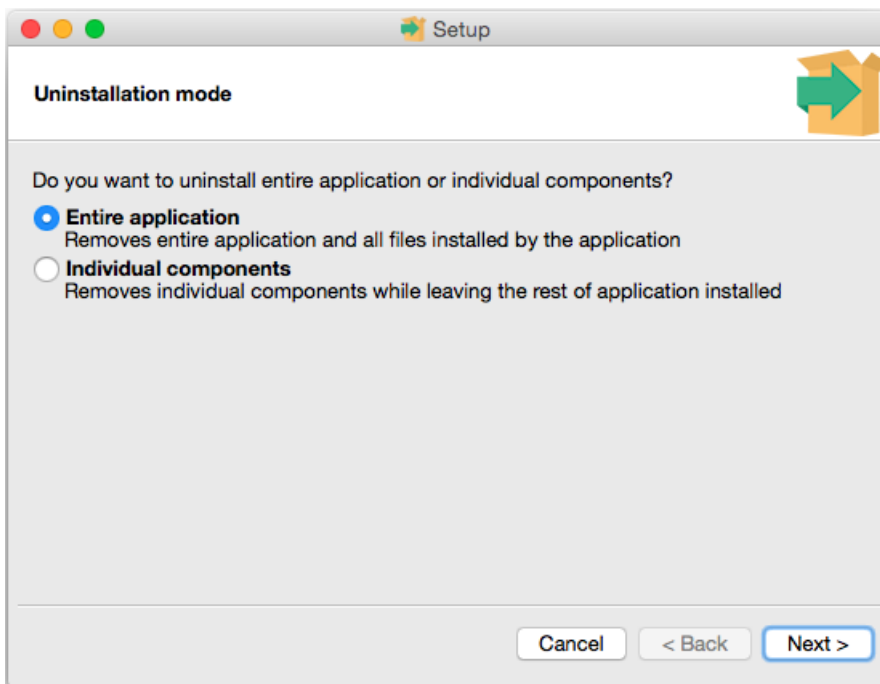 Setup
Uninstallation mode
Do you want to uninstall entire application or individual components?
Entire application
Removes entire application and all files installed by the application
Individual components
Removes individual components while leaving the rest of application installed
Cancel
< Back
Next >